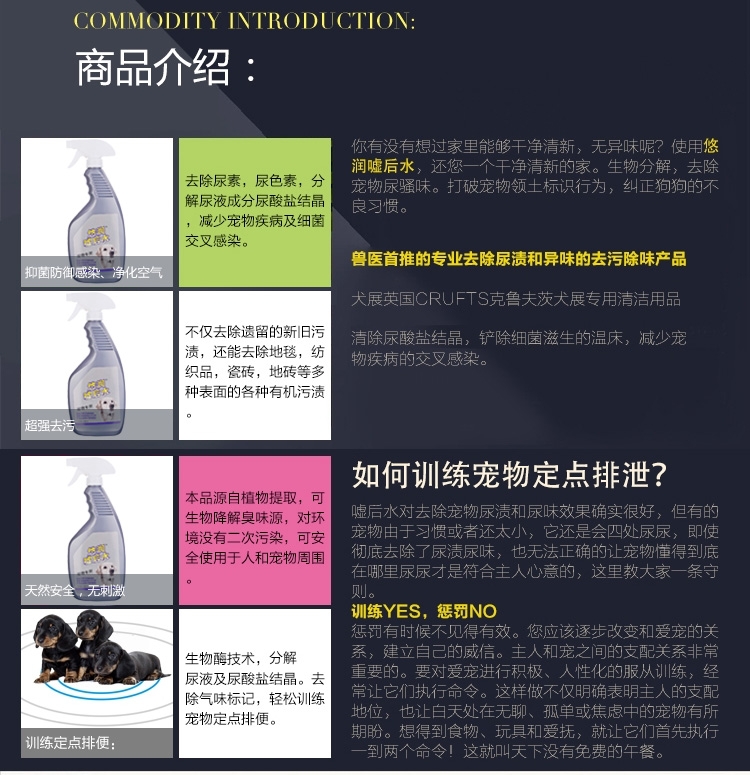 COMMODITY INTRODUCTION:
商品介绍：
抑菌防御感染、净化空气
去除尿素，尿色素，分
解尿液成分尿酸盐结晶
，减少宠物疾病及细菌
交叉感染。
你有没有想过家里能够干净清新，无异味呢？使用悠
润嘘后水，还您一个干净清新的家。生物分解，去除
宠物尿骚味。打破宠物领土标识行为，纠正狗狗的不
良习惯。
兽医首推的专业去除尿渍和异味的去污除味产品
犬展英国CRUFTS克鲁夫茨犬展专用清洁用品
清除尿酸盐结晶，铲除细菌滋生的温床，减少宠
物疾病的交叉感染。
超强去污
不仅去除遗留的新旧污
渍，还能去除地毯，纺
织品，瓷砖，地砖等多
种表面的各种有机污渍
。
天然安全，无刺激
本品源自植物提取，可
生物降解臭味源，对环
境没有二次污染，可安
全使用于人和宠物周围
。
训练定点排便；
生物酶技术，分解
尿液及尿酸盐结晶。去
除气味标记，轻松训练
宠物定点排便。
如何训练宠物定点排泄？
嘘后水对去除宠物尿渍和尿味效果确实很好，但有的
宠物由于习惯或者还太小，它还是会四处尿尿，即使
彻底去除了尿渍尿味，也无法正确的让宠物懂得到底
在哪里尿尿才是符合主人心意的，这里教大家一条守
则。
训练YES，惩罚NO
惩罚有时候不见得有效。您应该逐步改变和爱宠的关
系，建立自己的威信。主人和宠之间的支配关系非常
重要的。要对爱宠进行积极、人性化的服从训练，经
常让它们执行命令。这样做不仅明确表明主人的支配
地位，也让白天处在无聊、孤单或焦虑中的宠物有所
期盼。想得到食物、玩具和爱抚，就让它们首先执行
一到两个命令！这就叫天下没有免费的午餐。